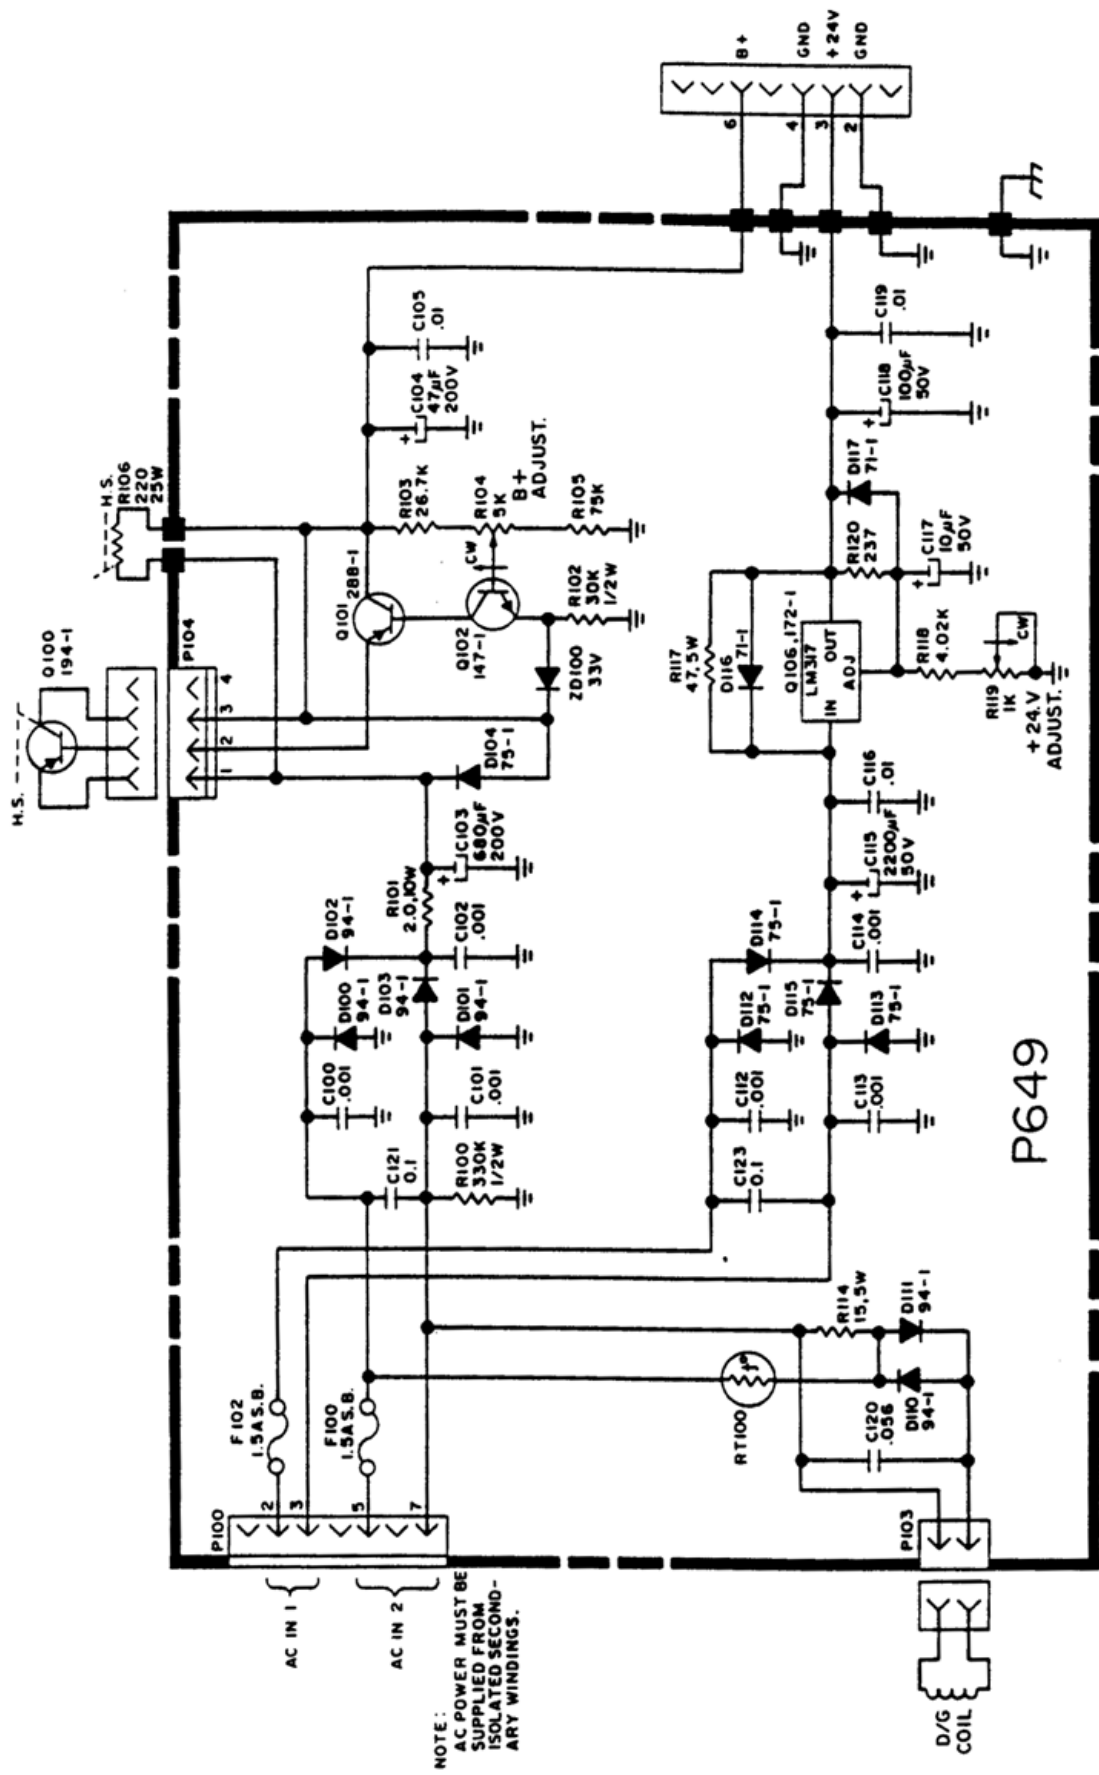 NOTE:
AC POWER MUST BE
SUPPLIED FROM
ISOLATED SECOND-
ARY WINDINGS.
AC IN 1
AC IN 2
P100
2
3
5
7
F102
1.5A S.B.
F100
1.5A S.B.
H.S.
Q100
194-1
P104
1
2
3
4
H.S.
R106
220
25W
C121
0.1
R100
330K
1/2W
C100
.001
C101
.001
D100
94-1
D101
94-1
D102
94-1
D103
94-1
C102
.001
R101
2.0,10W
C103
680µF
200V
+
D104
75-1
Q101
288-1
Q102
147-1
ZD100
33V
R102
30K
1/2W
CW
R103
26.7K
R104
5K
B+
ADJUST.
R105
75K
+
C104
47µF
200V
C105
.01
6
B+
4
GND
3
+24V
2
GND
C123
0.1
C112
.001
C113
.001
D112
75-1
D113
75-1
D114
75-1
D115
75-1
C114
.001
+
C115
2200µF
50V
C116
.01
R117
47,5W
D116
71-1
Q106,172-1
LM317
IN
OUT
ADJ
R118
4.02K
R119
1K
CW
+24.V
ADJUST.
R120
237
D117
71-1
+
C117
10µF
50V
+
C118
100µF
50V
C119
.01
RT100
t°
R114
15,5W
D111
94-1
D110
94-1
C120
.056
P103
D/G
COIL
P649